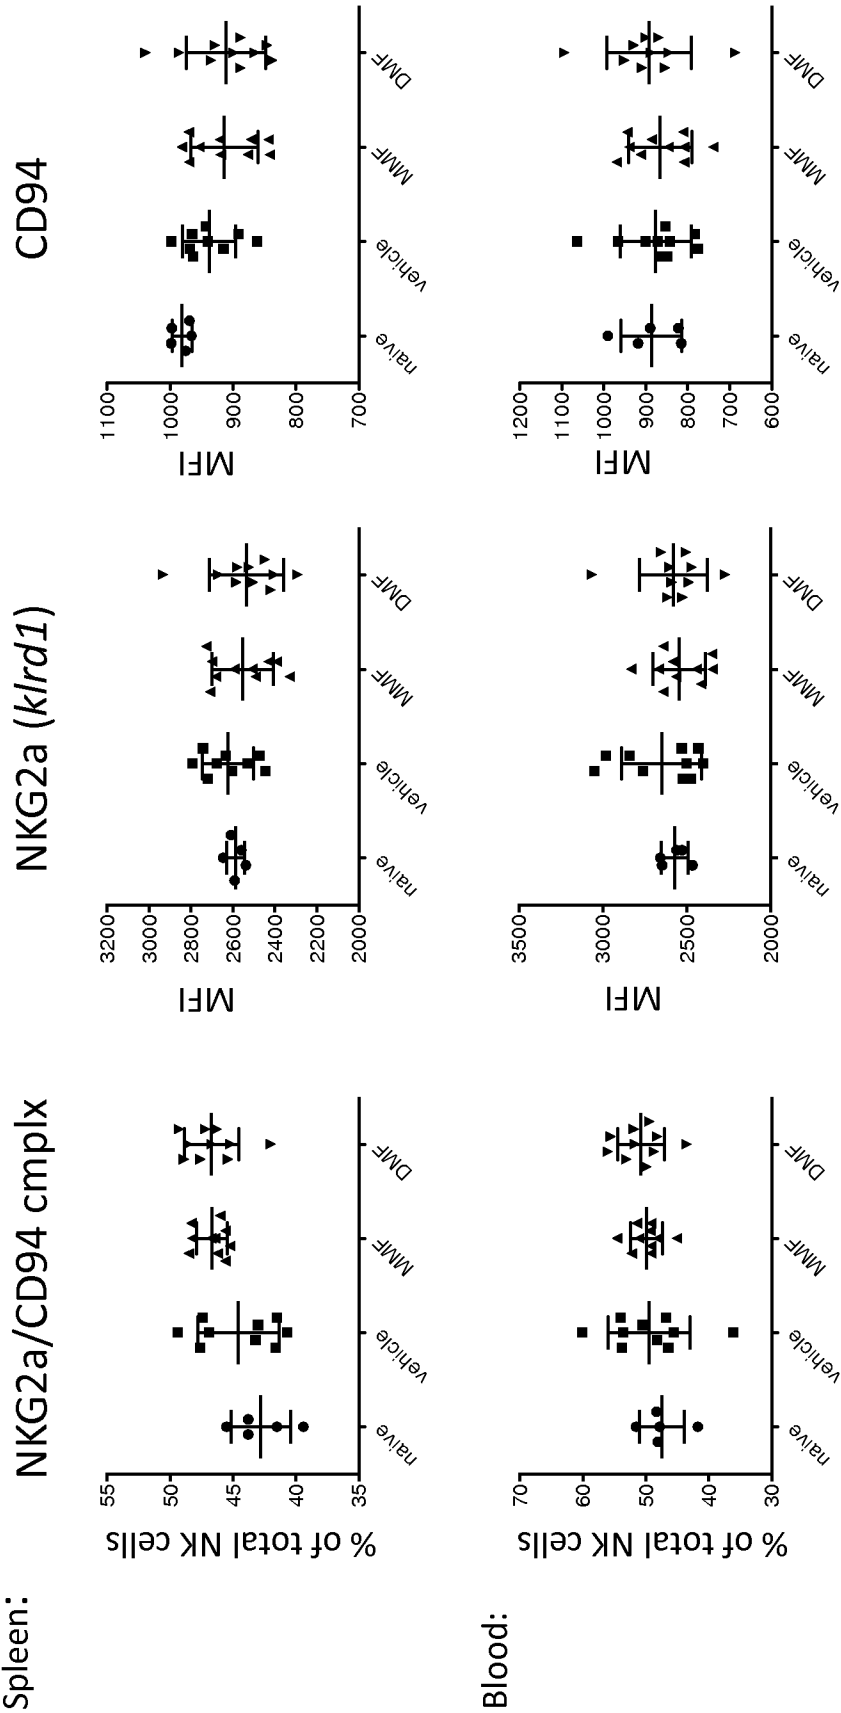 NKG2a/CD94 cmplx
NKG2a (klrd1)
CD94
Spleen:
% of total NK cells
55
50
45
40
35
naive
vehicle
MMF
DMF
MFI
3200
3000
2800
2600
2400
2200
2000
naive
vehicle
MMF
DMF
MFI
1100
1000
900
800
700
naive
vehicle
MMF
DMF
Blood:
% of total NK cells
70
60
50
40
30
naive
vehicle
MMF
DMF
MFI
3500
3000
2500
2000
naive
vehicle
MMF
DMF
MFI
1200
1100
1000
900
800
700
600
naive
vehicle
MMF
DMF